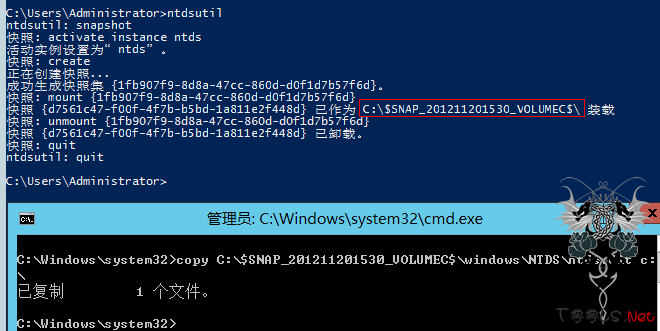 C:\Users\Administrator>ntdsutil
ntdsutil: snapshot
快照: activate instance ntds
活动实例设置为“ntds”。
快照: create
正在创建快照...
成功生成快照集 {1fb907f9-8d8a-47cc-860d-d0f1d7b57f6d}。
快照: mount {1fb907f9-8d8a-47cc-860d-d0f1d7b57f6d}
快照 {d7561c47-f00f-4f7b-b5bd-1a811e2f448d} 已作为 C:\$SNAP_201211201530_VOLUMEC$\ 装载
快照: unmount {1fb907f9-8d8a-47cc-860d-d0f1d7b57f6d}
快照 {d7561c47-f00f-4f7b-b5bd-1a811e2f448d} 已卸载。
快照: quit
ntdsutil: quit
C:\Users\Administrator>
管理员: C:\Windows\system32\cmd.exe
C:\Windows\system32>copy C:\$SNAP_201211201530_VOLUMEC$\windows\NTDS\ c:
\
已复制 1 个文件。
C:\Windows\system32>
.Net